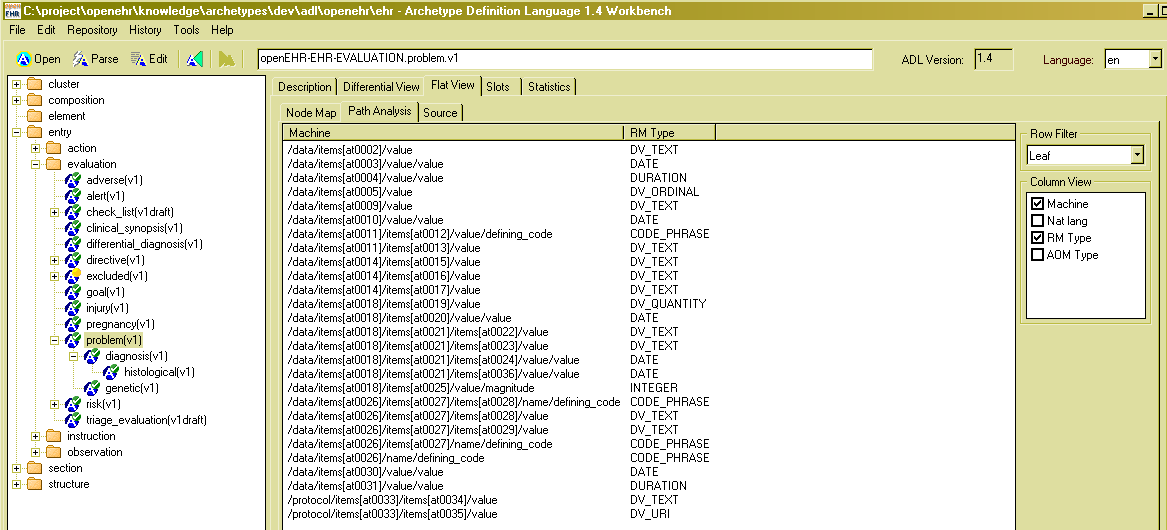 C:\project\openehr\knowledge\archetypes\dev\adl\openehr\ehr - Archetype Definition Language 1.4 Workbench
File Edit Repository History Tools Help
Open Parse Edit openEHR-EHR-EVALUATION.problem.v1 ADL Version: 1.4 Language: en
Description Differential View Flat View Slots Statistics
Node Map Path Analysis Source
cluster
composition
element
entry
action
evaluation
adverse(v1)
alert(v1)
check_list(v1draft)
clinical_synopsis(v1)
differential_diagnosis(v1)
directive(v1)
excluded(v1)
goal(v1)
injury(v1)
pregnancy(v1)
problem(v1)
diagnosis(v1)
histological(v1)
genetic(v1)
risk(v1)
triage_evaluation(v1draft)
instruction
observation
section
structure
Machine RM Type
/data/items[at0002]/value DV_TEXT
/data/items[at0003]/value/value DATE
/data/items[at0004]/value/value DURATION
/data/items[at0005]/value DV_ORDINAL
/data/items[at0009]/value DV_TEXT
/data/items[at0010]/value/value DATE
/data/items[at0011]/items[at0012]/value/defining_code CODE_PHRASE
/data/items[at0011]/items[at0013]/value DV_TEXT
/data/items[at0014]/items[at0015]/value DV_TEXT
/data/items[at0014]/items[at0016]/value DV_TEXT
/data/items[at0014]/items[at0017]/value DV_TEXT
/data/items[at0018]/items[at0019]/value DV_QUANTITY
/data/items[at0018]/items[at0020]/value/value DATE
/data/items[at0018]/items[at0021]/items[at0022]/value DV_TEXT
/data/items[at0018]/items[at0021]/items[at0023]/value DV_TEXT
/data/items[at0018]/items[at0021]/items[at0024]/value/value DATE
/data/items[at0018]/items[at0021]/items[at0036]/value/value DATE
/data/items[at0018]/items[at0025]/value/magnitude INTEGER
/data/items[at0026]/items[at0027]/items[at0028]/name/defining_code CODE_PHRASE
/data/items[at0026]/items[at0027]/items[at0028]/value DV_TEXT
/data/items[at0026]/items[at0027]/items[at0029]/value DV_TEXT
/data/items[at0026]/items[at0027]/name/defining_code CODE_PHRASE
/data/items[at0026]/name/defining_code CODE_PHRASE
/data/items[at0030]/value/value DATE
/data/items[at0031]/value/value DURATION
/protocol/items[at0033]/items[at0034]/value DV_TEXT
/protocol/items[at0033]/items[at0035]/value DV_URI
Row Filter
Leaf
Column View
Machine
Nat lang
RM Type
AOM Type